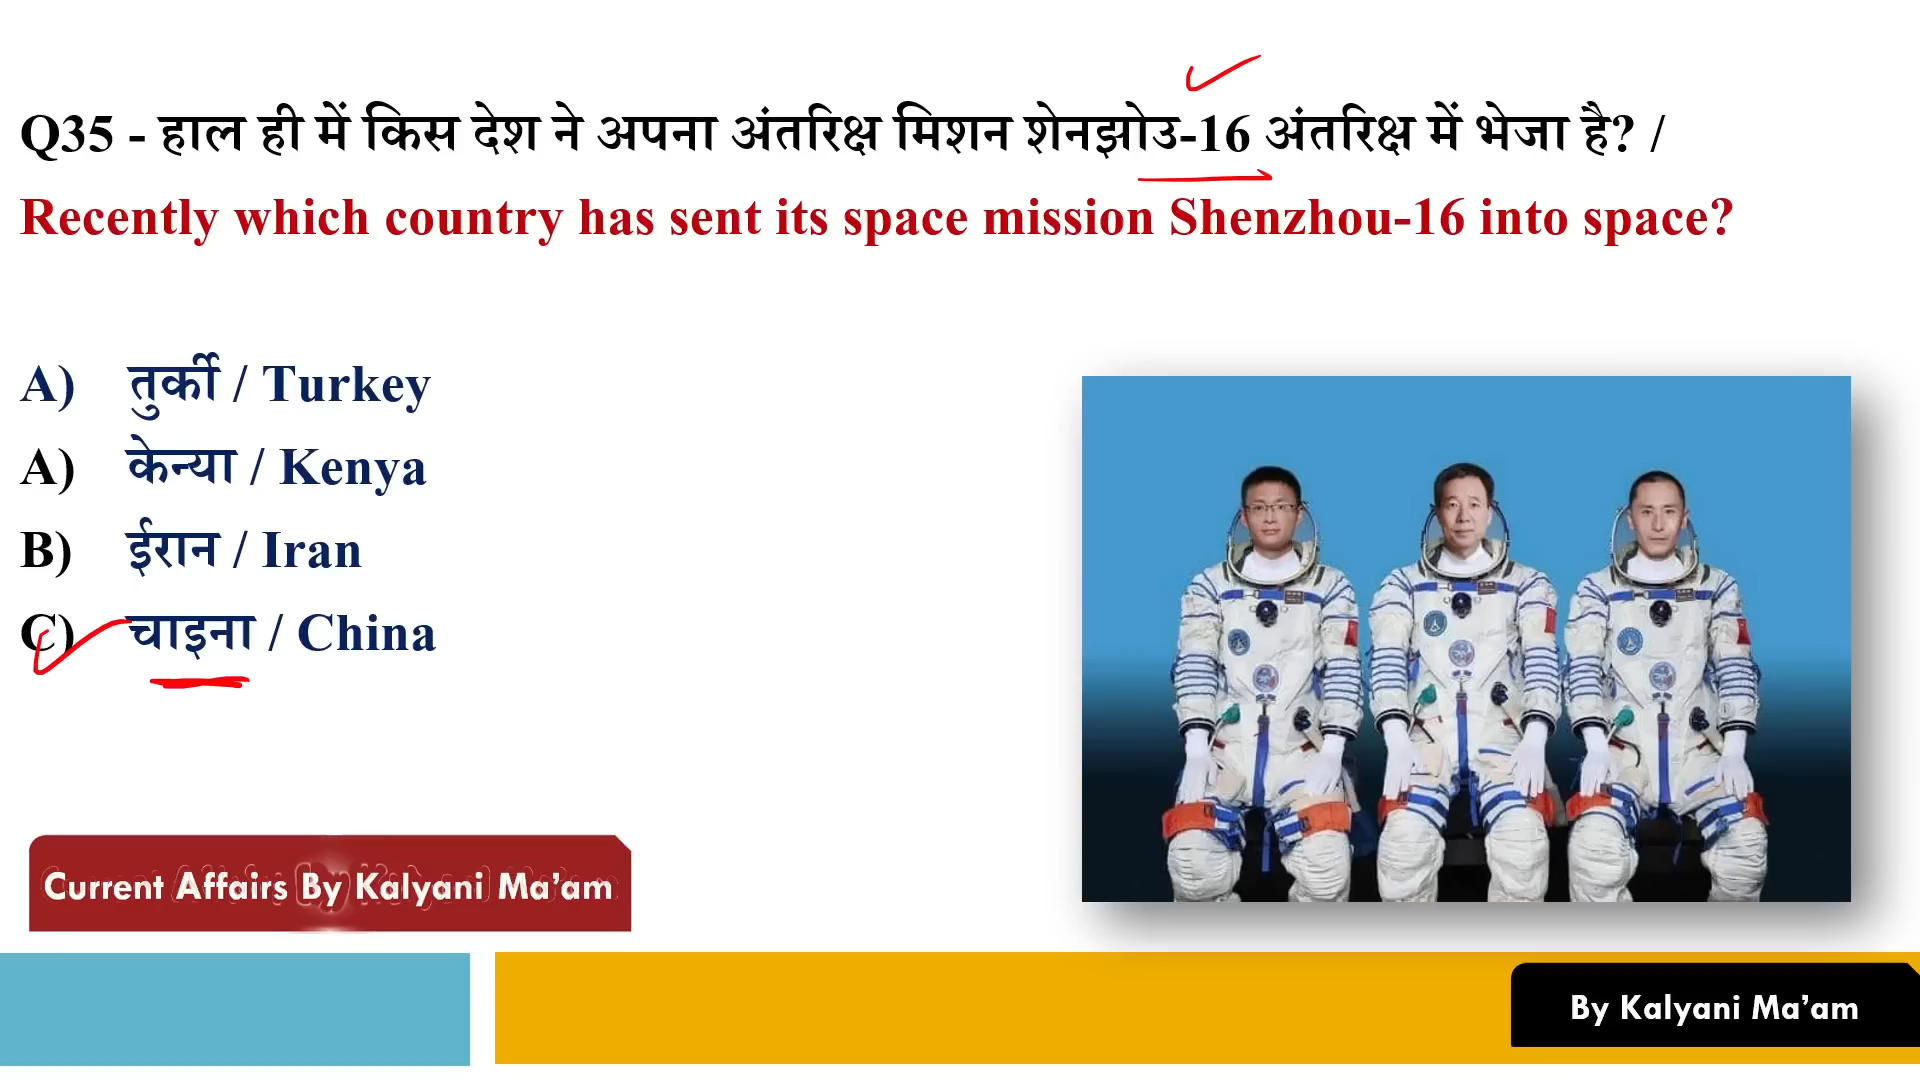 Q35 - हाल ही में किस देश ने अपना अंतरिक्ष मिशन शेनझोउ-16 अंतरिक्ष में भेजा है? /
Recently which country has sent its space mission Shenzhou-16 into space?
A) तुर्की / Turkey
A) केन्या / Kenya
B) ईरान / Iran
C) चाइना / China
Current Affairs By Kalyani Ma’am
By Kalyani Ma’am